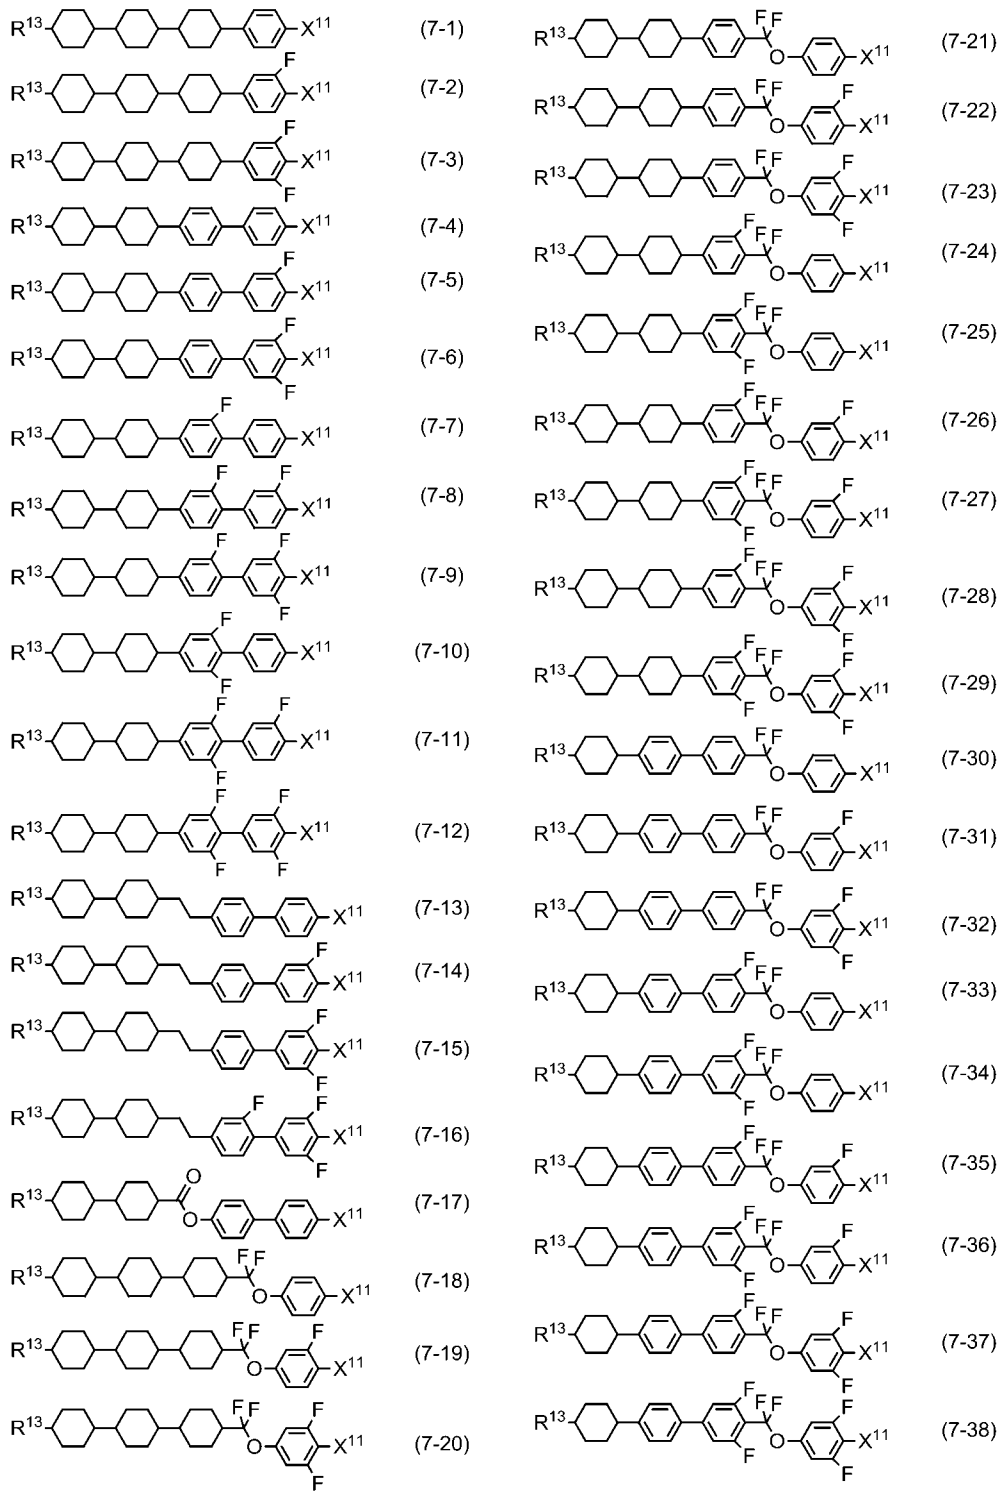 R¹³ X¹¹ (7-1)
F
R¹³ X¹¹ (7-2)
F
R¹³ X¹¹ (7-3)
F
R¹³ X¹¹ (7-4)
F
R¹³ X¹¹ (7-5)
F
R¹³ X¹¹ (7-6)
F
F
R¹³ X¹¹ (7-7)
F F
R¹³ X¹¹ (7-8)
F F
R¹³ X¹¹ (7-9)
F
F
R¹³ X¹¹ (7-10)
F
F F
R¹³ X¹¹ (7-11)
F
F F
R¹³ X¹¹ (7-12)
F F
R¹³ X¹¹ (7-13)
F
R¹³ X¹¹ (7-14)
F
R¹³ X¹¹ (7-15)
F
F F
R¹³ X¹¹ (7-16)
F
O
R¹³ O X¹¹ (7-17)
F F
R¹³ O X¹¹ (7-18)
F F F
R¹³ O X¹¹ (7-19)
F F F
R¹³ O X¹¹ (7-20)
F
F F
R¹³ O X¹¹ (7-21)
F F F
R¹³ O X¹¹ (7-22)
F F F
R¹³ O X¹¹ (7-23)
F
F F F
R¹³ O X¹¹ (7-24)
F F F
R¹³ O X¹¹ (7-25)
F
F F F F
R¹³ O X¹¹ (7-26)
F F F F
R¹³ O X¹¹ (7-27)
F
F F F F
R¹³ O X¹¹ (7-28)
F
F F F F
R¹³ O X¹¹ (7-29)
F F
F F
R¹³ O X¹¹ (7-30)
F F F
R¹³ O X¹¹ (7-31)
F F F
R¹³ O X¹¹ (7-32)
F
F F F
R¹³ O X¹¹ (7-33)
F F F
R¹³ O X¹¹ (7-34)
F
F F F F
R¹³ O X¹¹ (7-35)
F F F F
R¹³ O X¹¹ (7-36)
F
F F F F
R¹³ O X¹¹ (7-37)
F
F F F F
R¹³ O X¹¹ (7-38)
F F